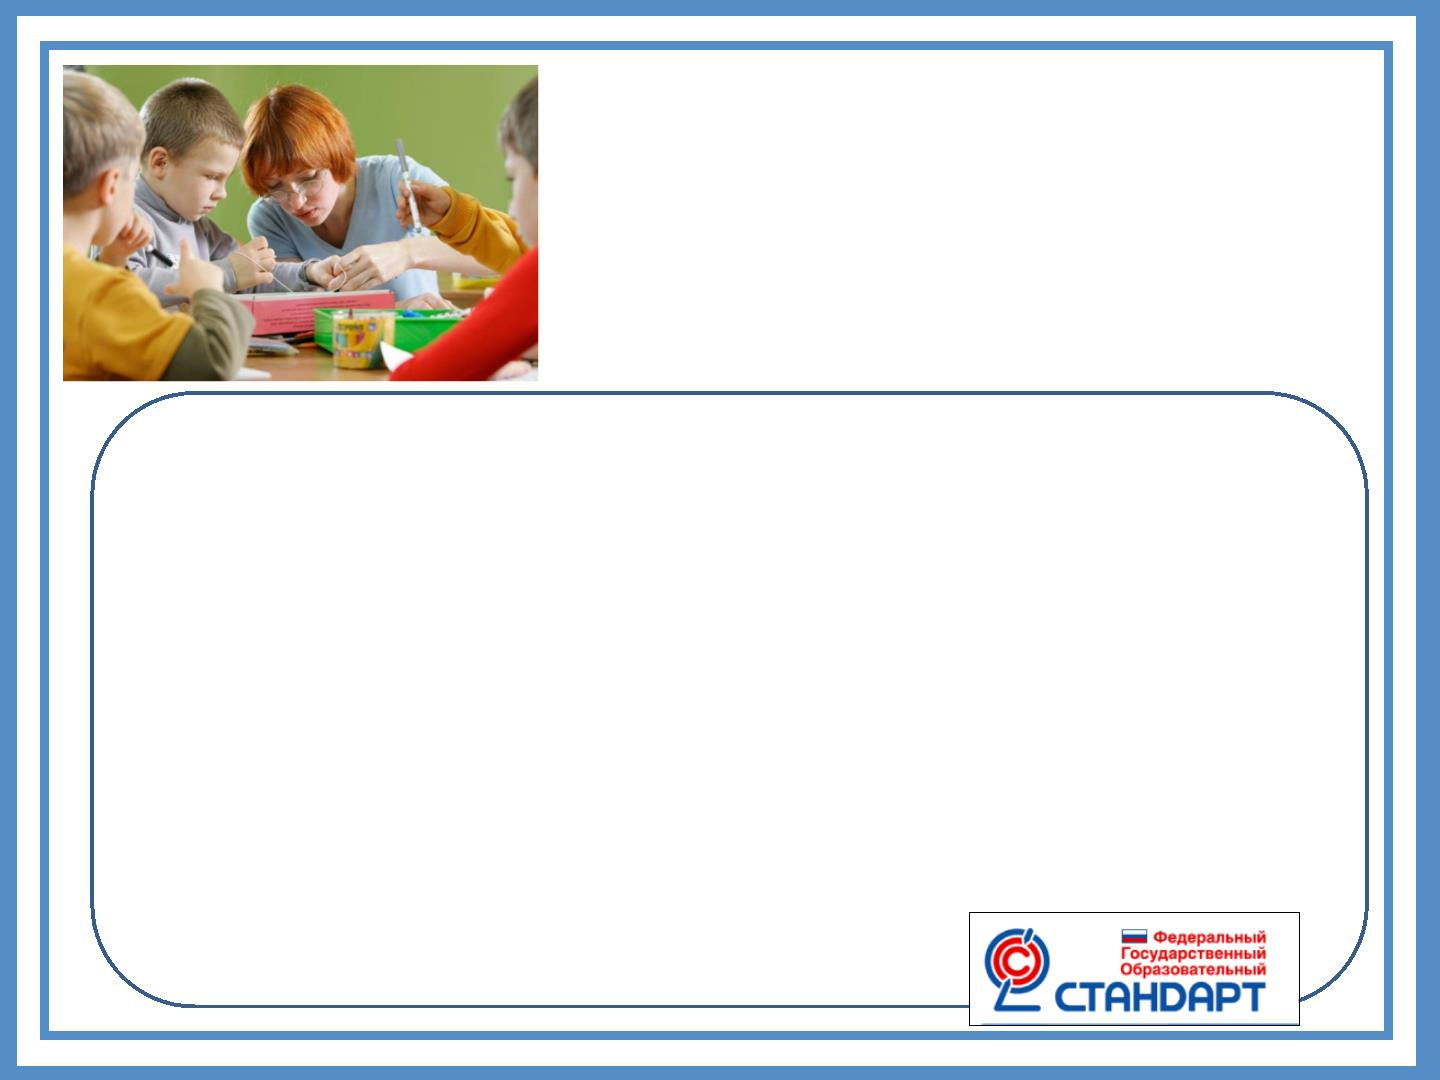 Федеральный
Государственный
Образовательный
СТАНДАРТ